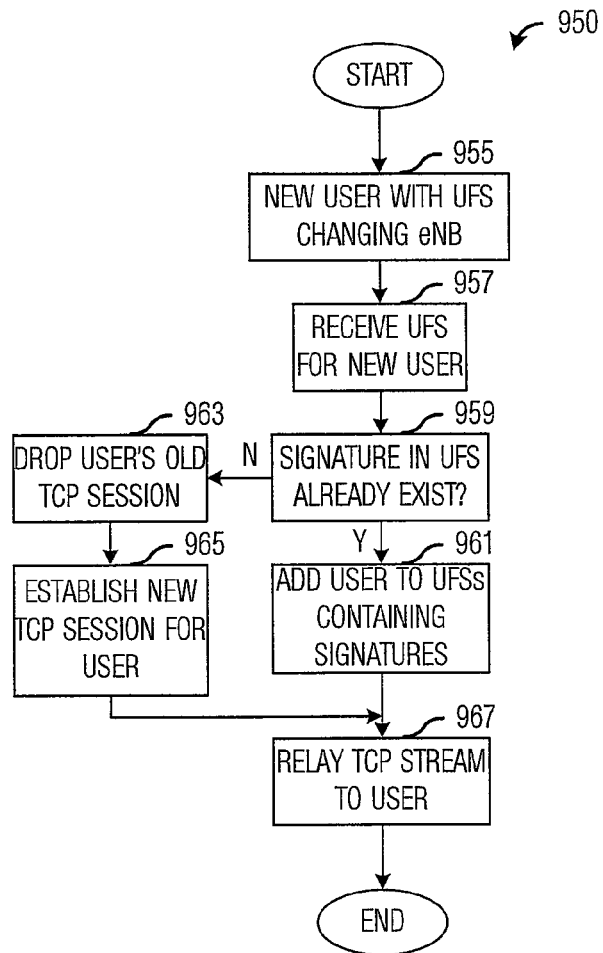 950
START
955
NEW USER WITH UFS
CHANGING eNB
957
RECEIVE UFS
FOR NEW USER
963
DROP USER'S OLD
TCP SESSION
N
959
SIGNATURE IN UFS
ALREADY EXIST?
Y
965
ESTABLISH NEW
TCP SESSION FOR
USER
961
ADD USER TO UFSs
CONTAINING
SIGNATURES
967
RELAY TCP STREAM
TO USER
END